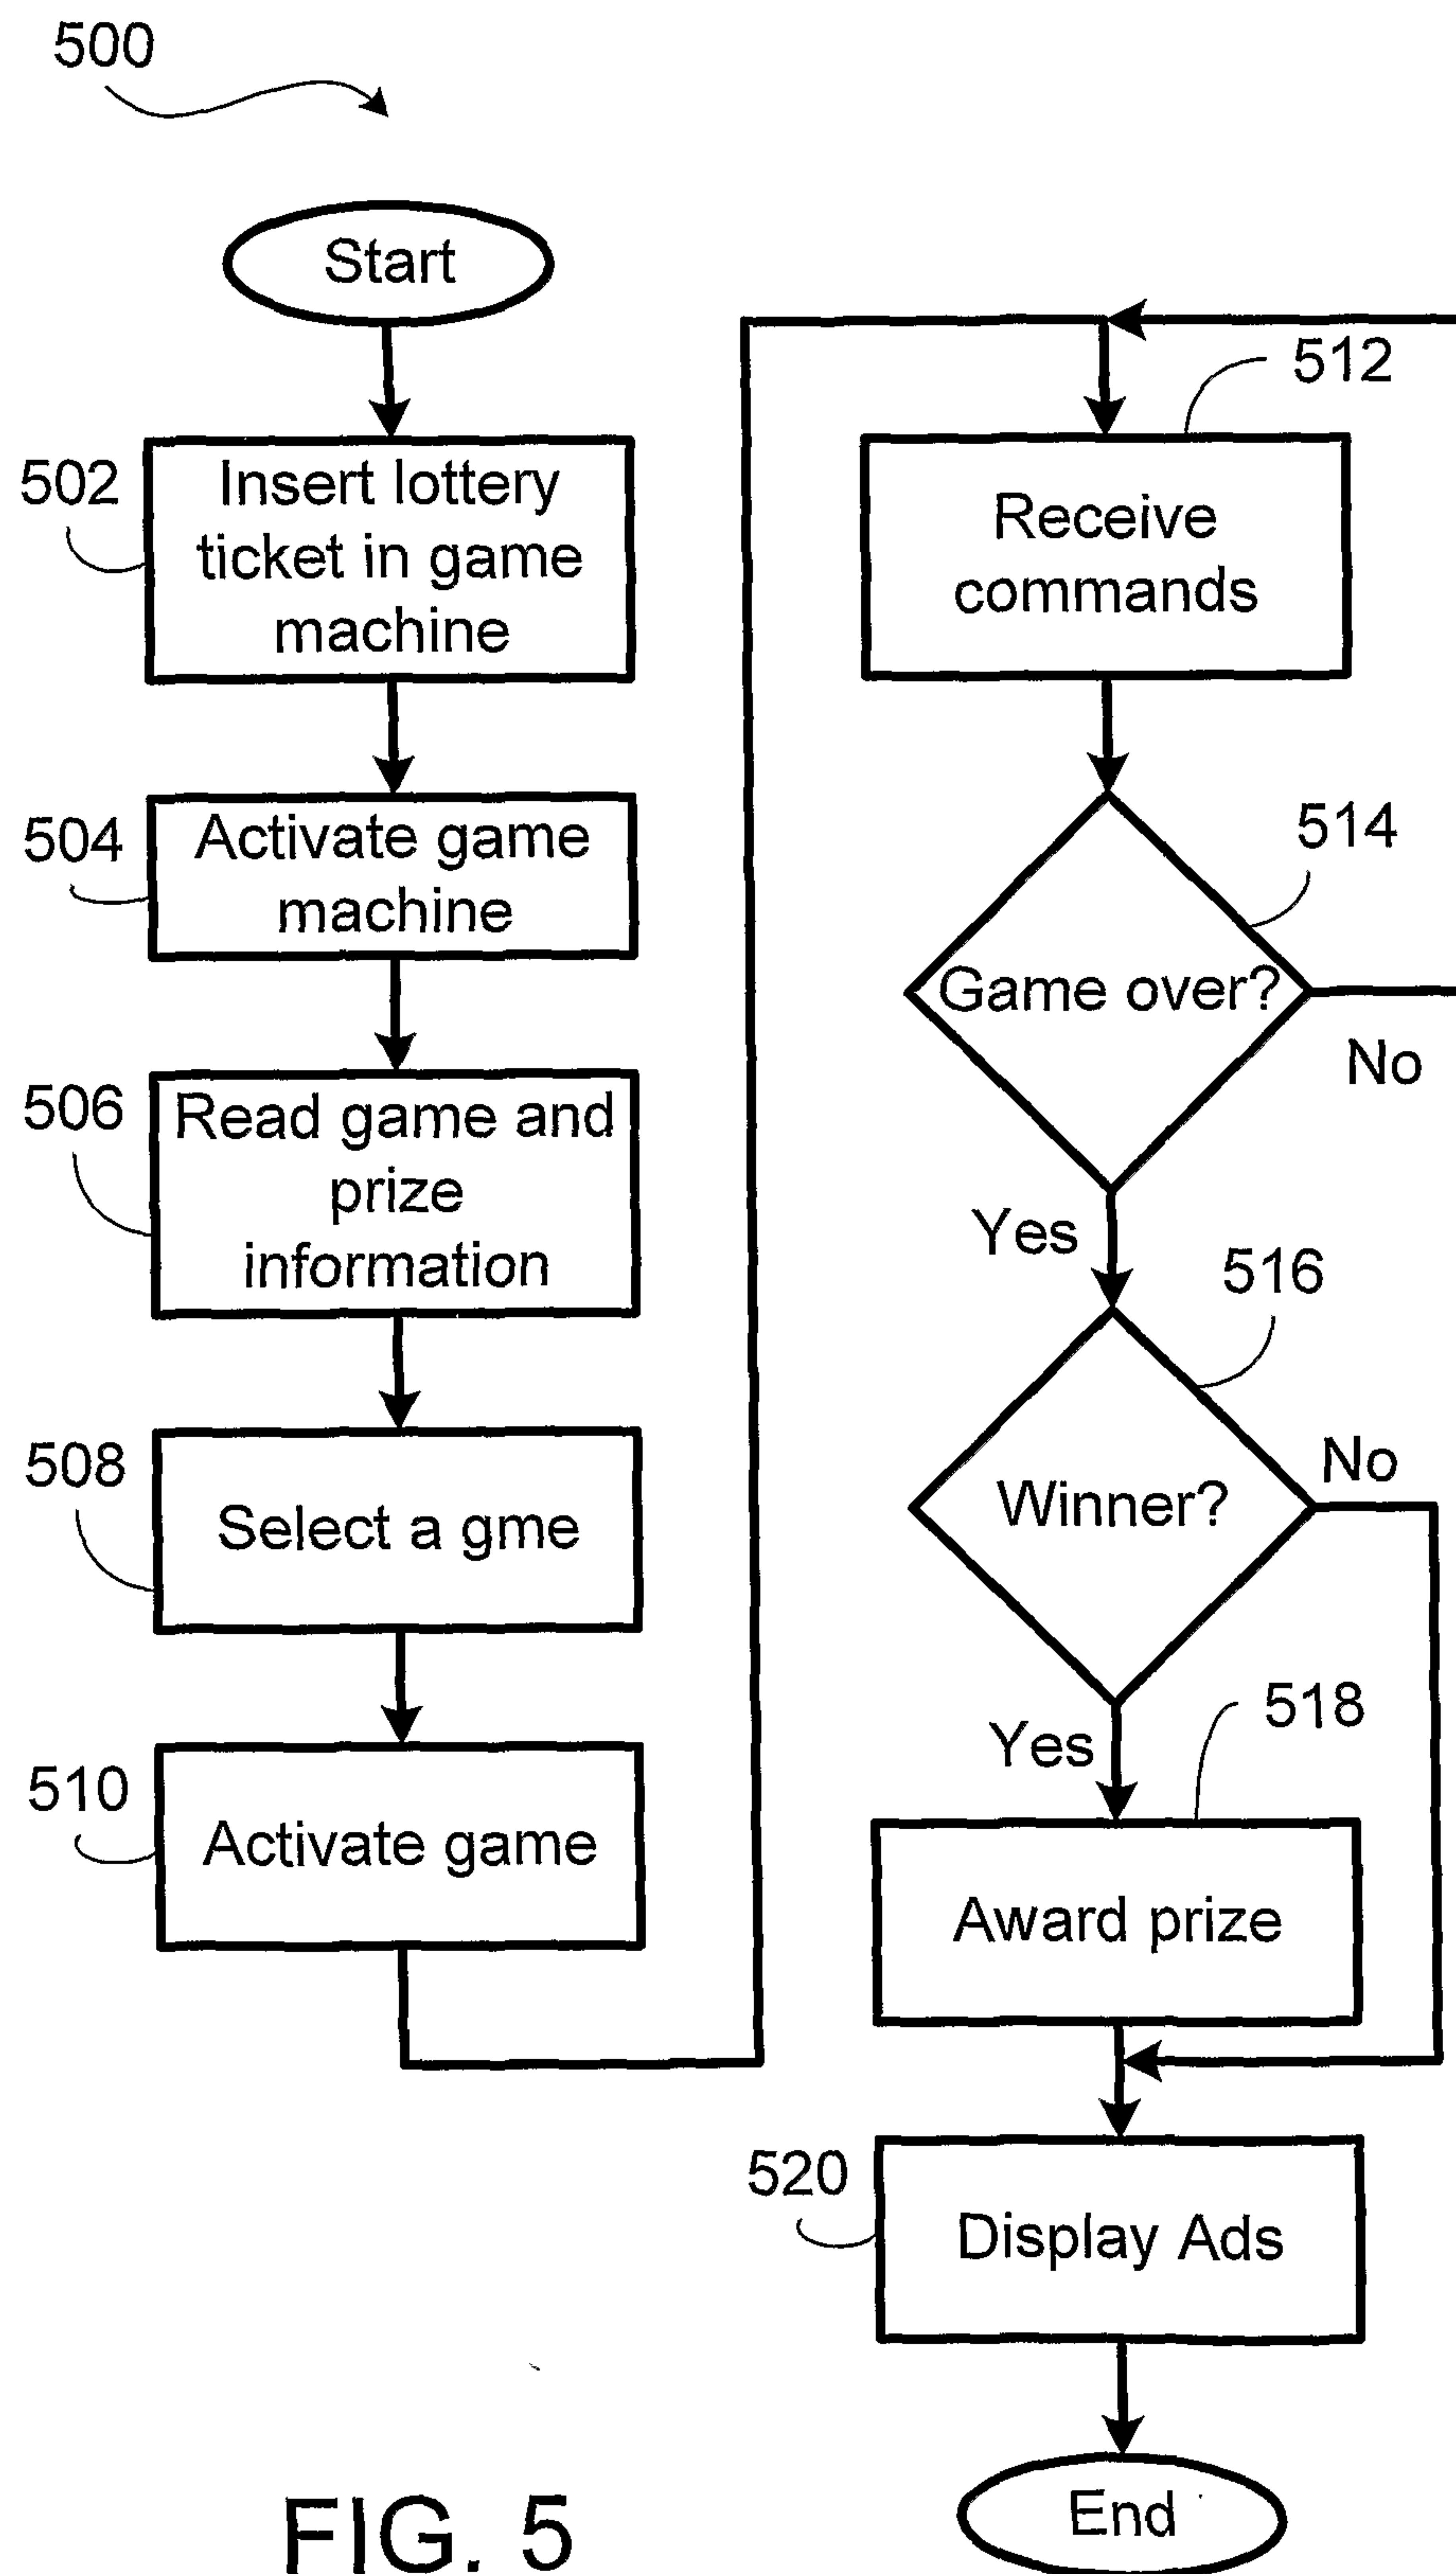 500
Start
502
Insert lottery
ticket in game
machine
504
Activate game
machine
506
Read game and
prize
information
508
Select a gme
510
Activate game
512
Receive
commands
514
Game over?
No
Yes
516
Winner?
No
Yes
518
Award prize
520
Display Ads
End
FIG. 5